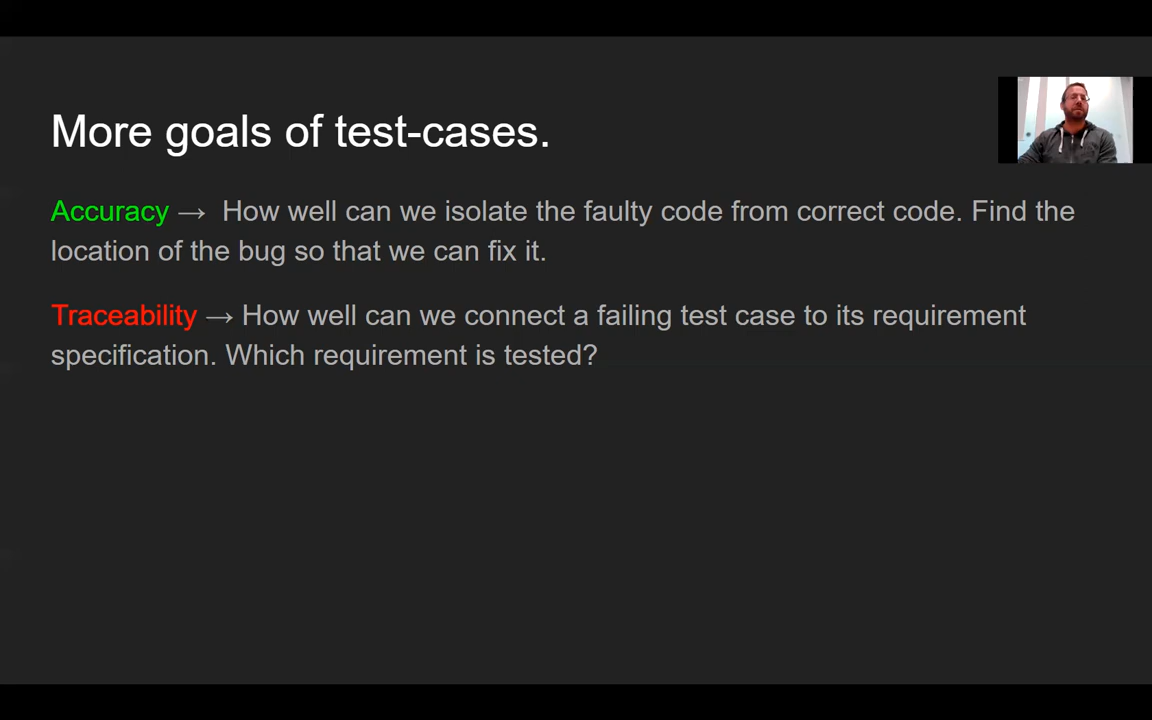 More goals of test-cases.
Accuracy → How well can we isolate the faulty code from correct code. Find the
location of the bug so that we can fix it.
Traceability → How well can we connect a failing test case to its requirement
specification. Which requirement is tested?